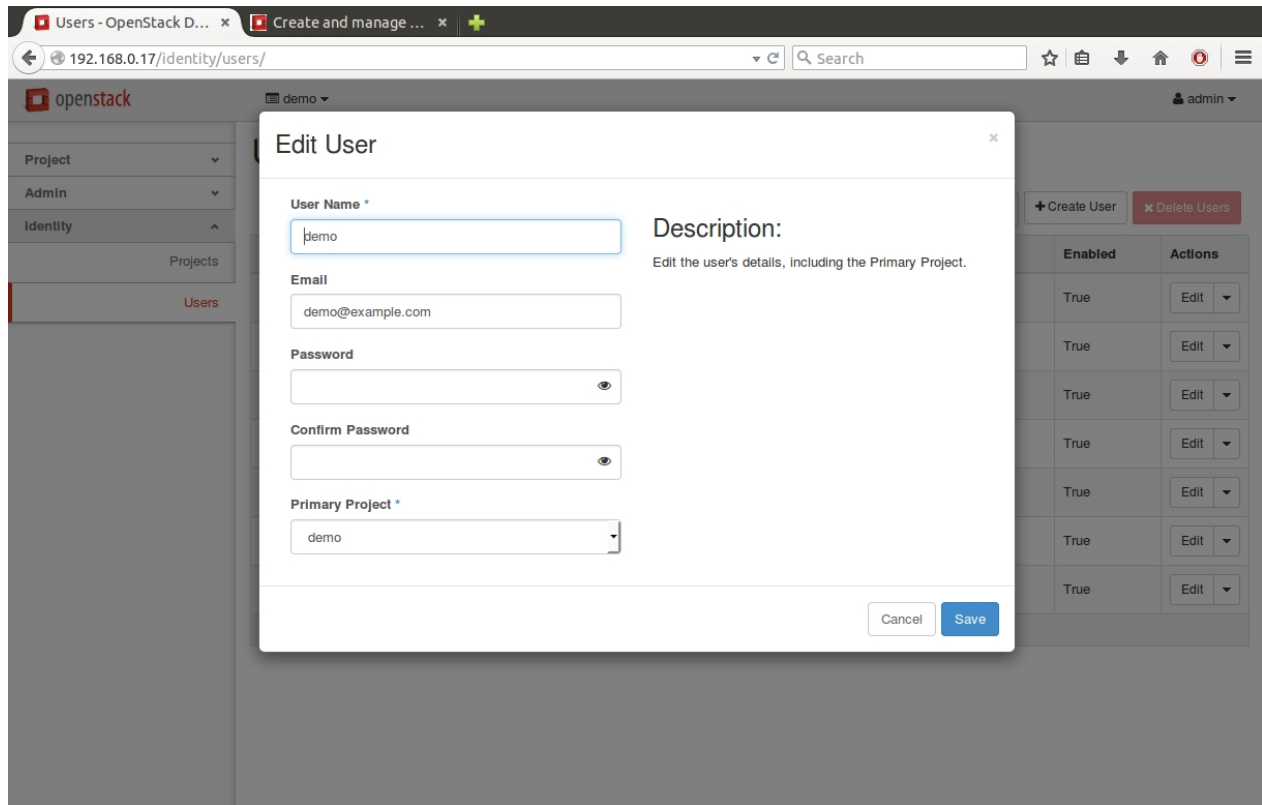 Users - OpenStack D... ×
Create and manage ... ×
192.168.0.17/identity/users/
Search
openstack
demo
admin
Project
Admin
Identity
Projects
Users
Edit User
×
User Name *
demo
Email
demo@example.com
Password
Confirm Password
Primary Project *
demo
Description:
Edit the user's details, including the Primary Project.
Cancel
Save
+ Create User
× Delete Users
Enabled Actions
True Edit
True Edit
True Edit
True Edit
True Edit
True Edit
True Edit